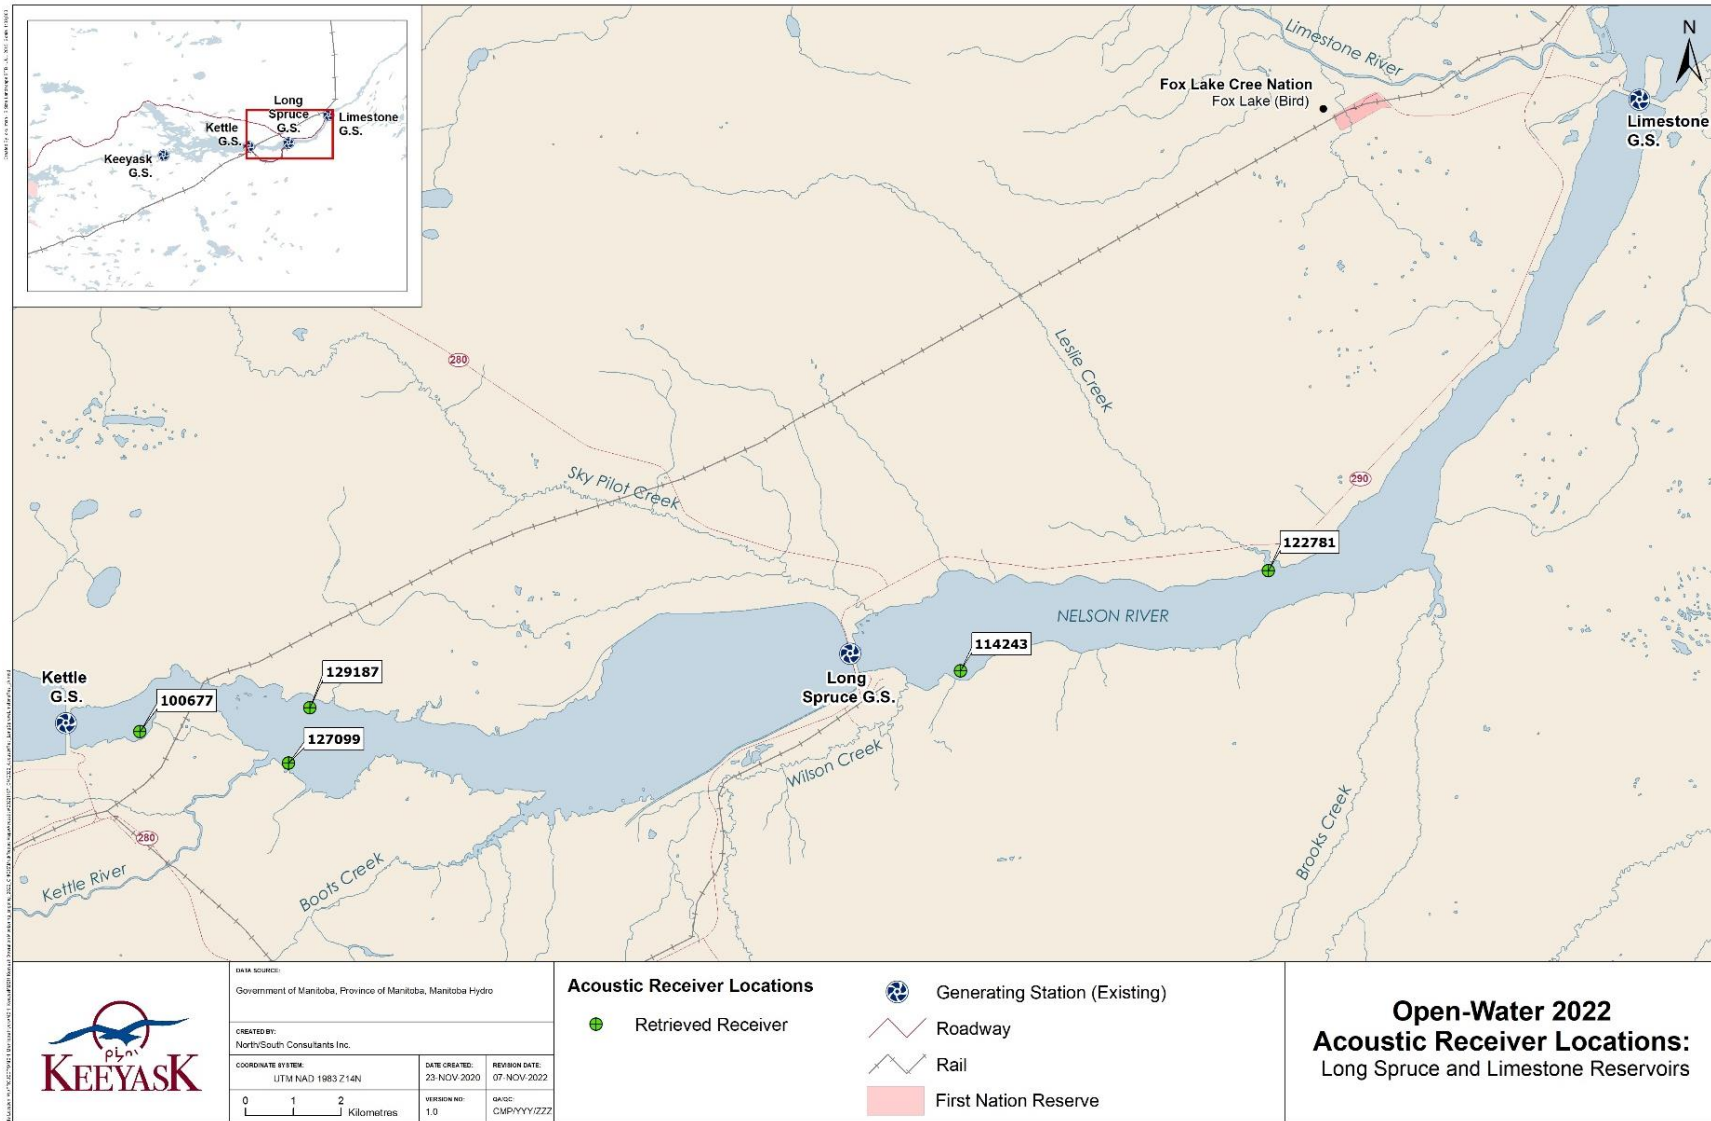 Long
Spruce
G.S.
Kettle
G.S.
Limestone
G.S.
Keeyask
G.S.
N
Limestone River
Fox Lake Cree Nation
Fox Lake (Bird)
Limestone
G.S.
280
Leslie Creek
Sky Pilot Creek
290
122781
NELSON RIVER
114243
Kettle
G.S.
100677
129187
127099
Long
Spruce G.S.
Wilson Creek
280
Kettle River
Boots Creek
Brooks Creek
KEEYASK
DATA SOURCE:
Government of Manitoba, Province of Manitoba, Manitoba Hydro
CREATED BY:
North/South Consultants Inc.
COORDINATE SYSTEM:
UTM NAD 1983 Z14N
DATE CREATED:
23-NOV-2020
REVISION DATE:
07-NOV-2022
0 1 2
Kilometres
VERSION NO:
1.0
QA/QC:
CMP/YYY/ZZZ
Acoustic Receiver Locations
Retrieved Receiver
Generating Station (Existing)
Roadway
Rail
First Nation Reserve
Open-Water 2022
Acoustic Receiver Locations:
Long Spruce and Limestone Reservoirs